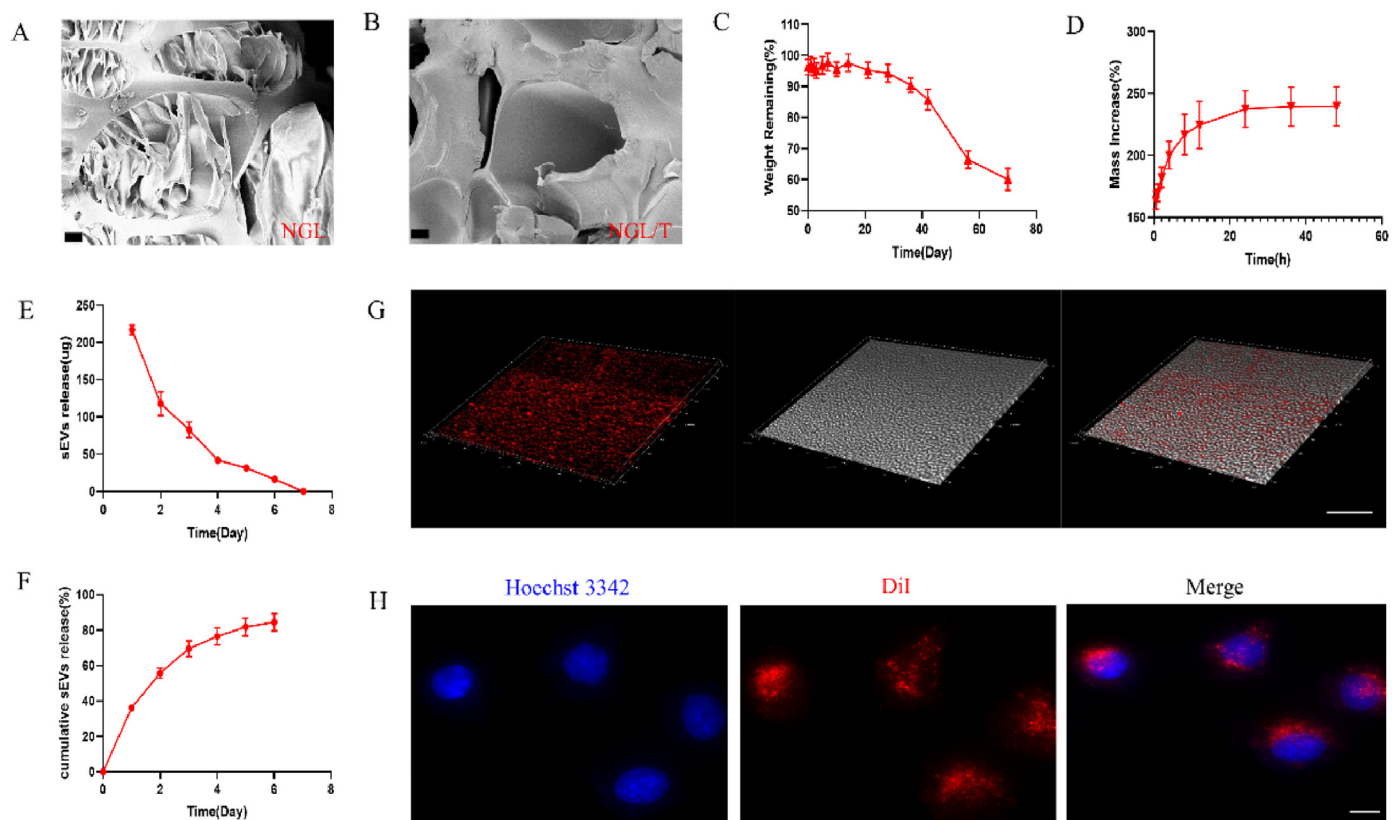 A
NGL
B
NGL/T
C
Weight Remaining(%)
110
100
90
80
70
60
50
0
20
40
60
80
Time(Day)
D
Mass Increase(%)
300
250
200
150
0
20
40
60
Time(h)
E
sEVs release(ug)
250
200
150
100
50
0
0
2
4
6
8
Time(Day)
G
F
cumulative sEVs release(%)
100
80
60
40
20
0
0
2
4
6
8
Time(Day)
H
Hocchst 3342
DiI
Merge